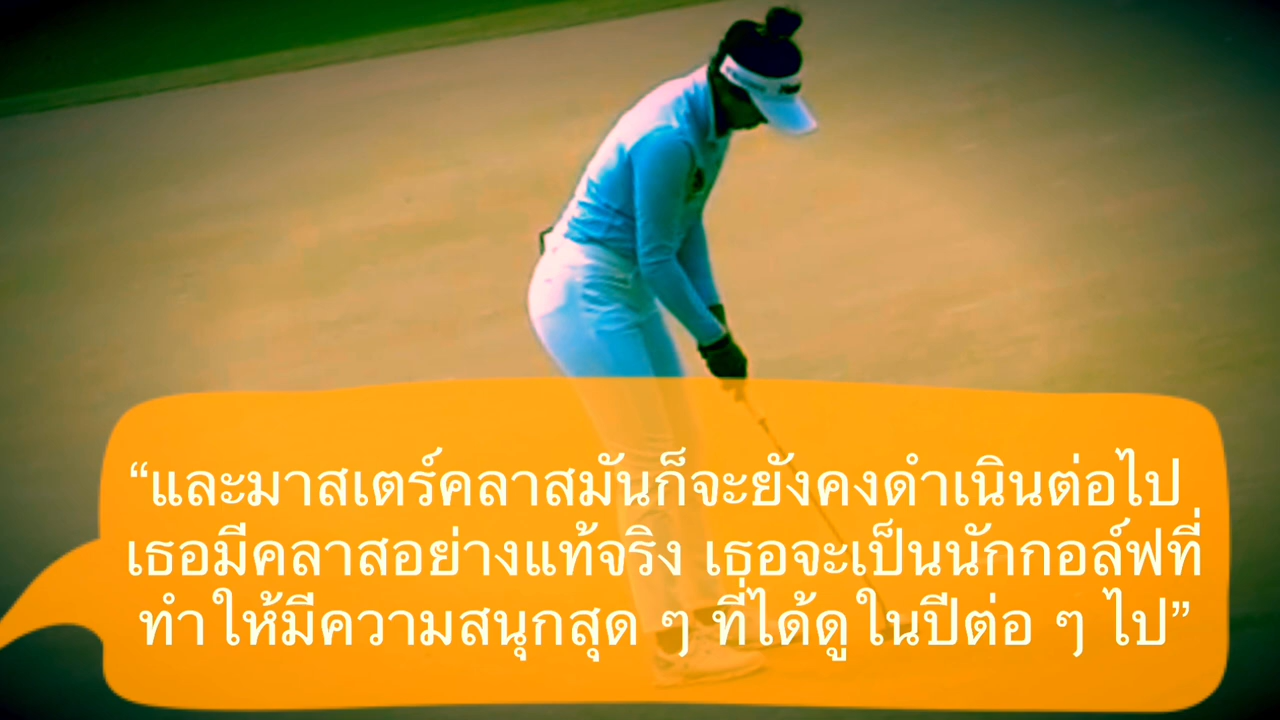 “และมาสเตร์คลาสมันก็จะยังคงดำเนินต่อไป
เธอมีคลาสอย่างแท้จริง เธอจะเป็นนักกอล์ฟที่
ทำให้มีความสนุกสุด ๆ ที่ได้ดูในปีต่อ ๆ ไป”